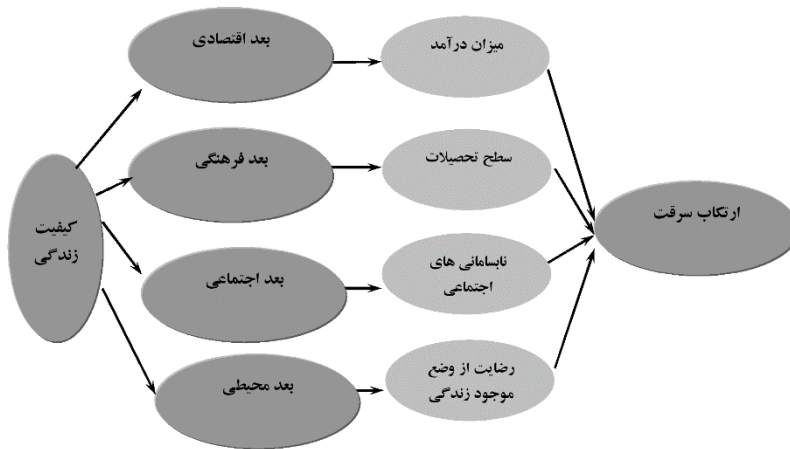 کیفیت
زندگی
بعد اقتصادی
میزان درآمد
بعد فرهنگی
سطح تحصیلات
بعد اجتماعی
نابسامانی های
اجتماعی
بعد محیطی
رضایت از وضع
موجود زندگی
ارتکاب سرقت